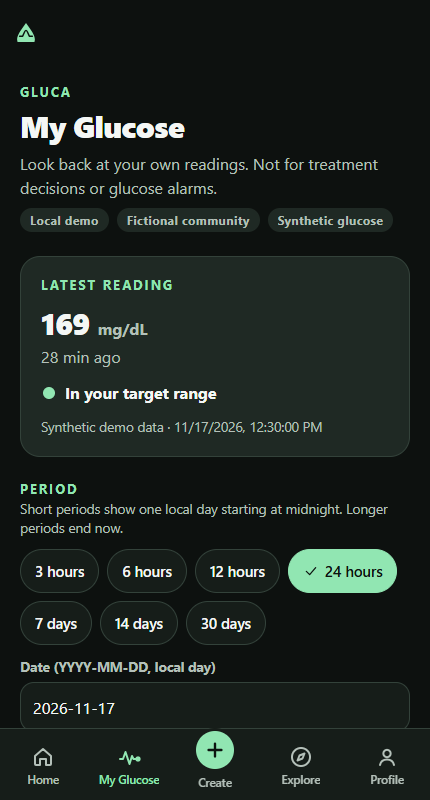 GLUCA
My Glucose
Look back at your own readings. Not for treatment
decisions or glucose alarms.
Local demo
Fictional community
Synthetic glucose
LATEST READING
169 mg/dL
28 min ago
In your target range
Synthetic demo data · 11/17/2026, 12:30:00 PM
PERIOD
Short periods show one local day starting at midnight. Longer
periods end now.
3 hours
6 hours
12 hours
24 hours
7 days
14 days
30 days
Date (YYYY-MM-DD, local day)
2026-11-17
Home
My Glucose
Create
Explore
Profile